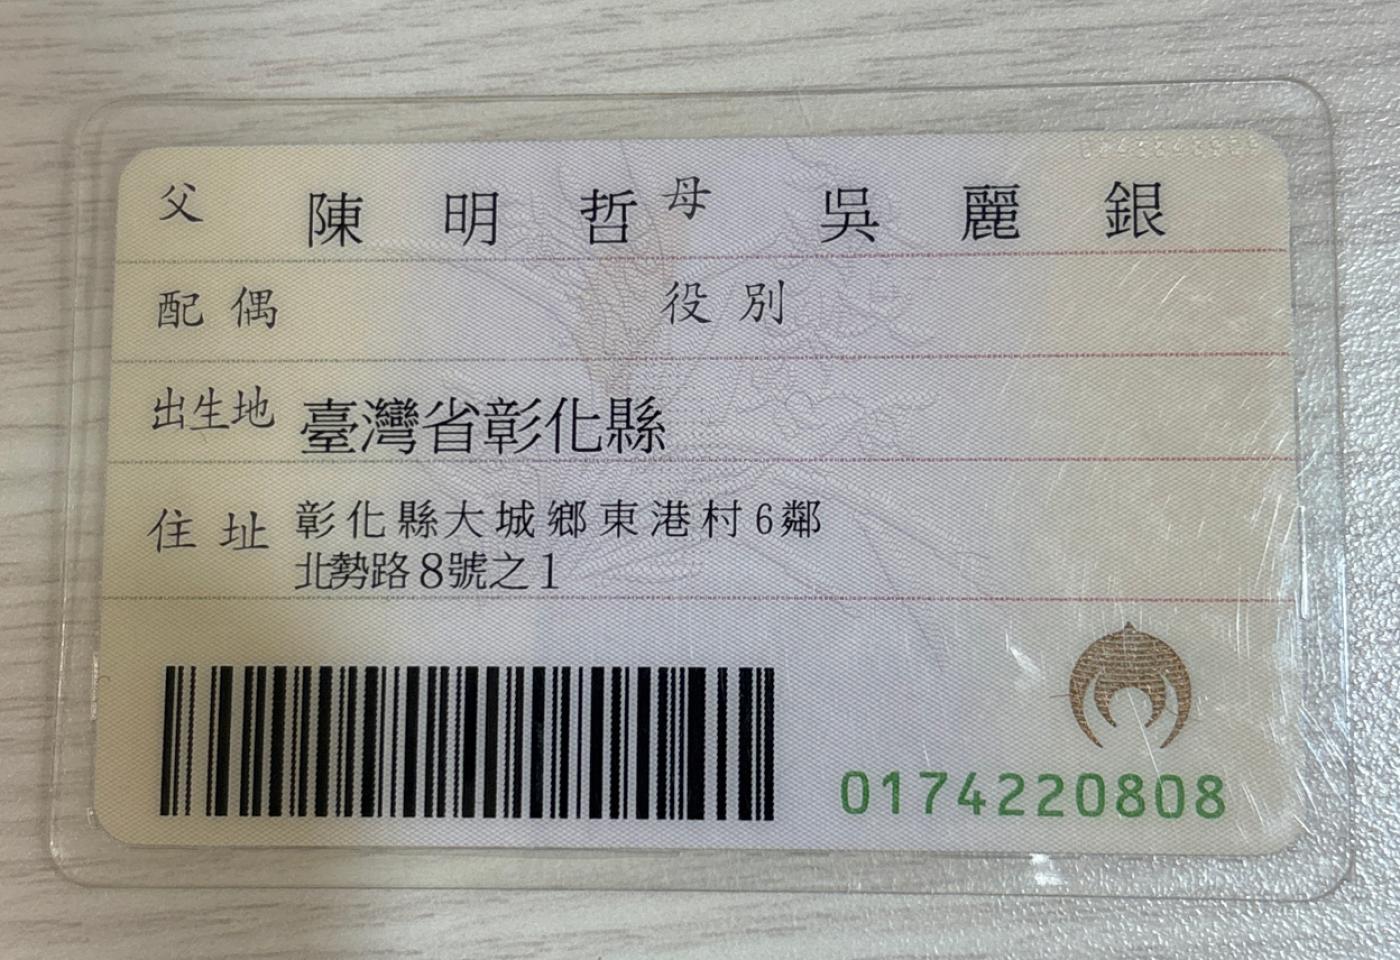 父 陳明哲 母 吳麗銀
配偶 役別
出生地 臺灣省彰化縣
住址 彰化縣大城鄉東港村6鄰
北勢路8號之1
0174220808